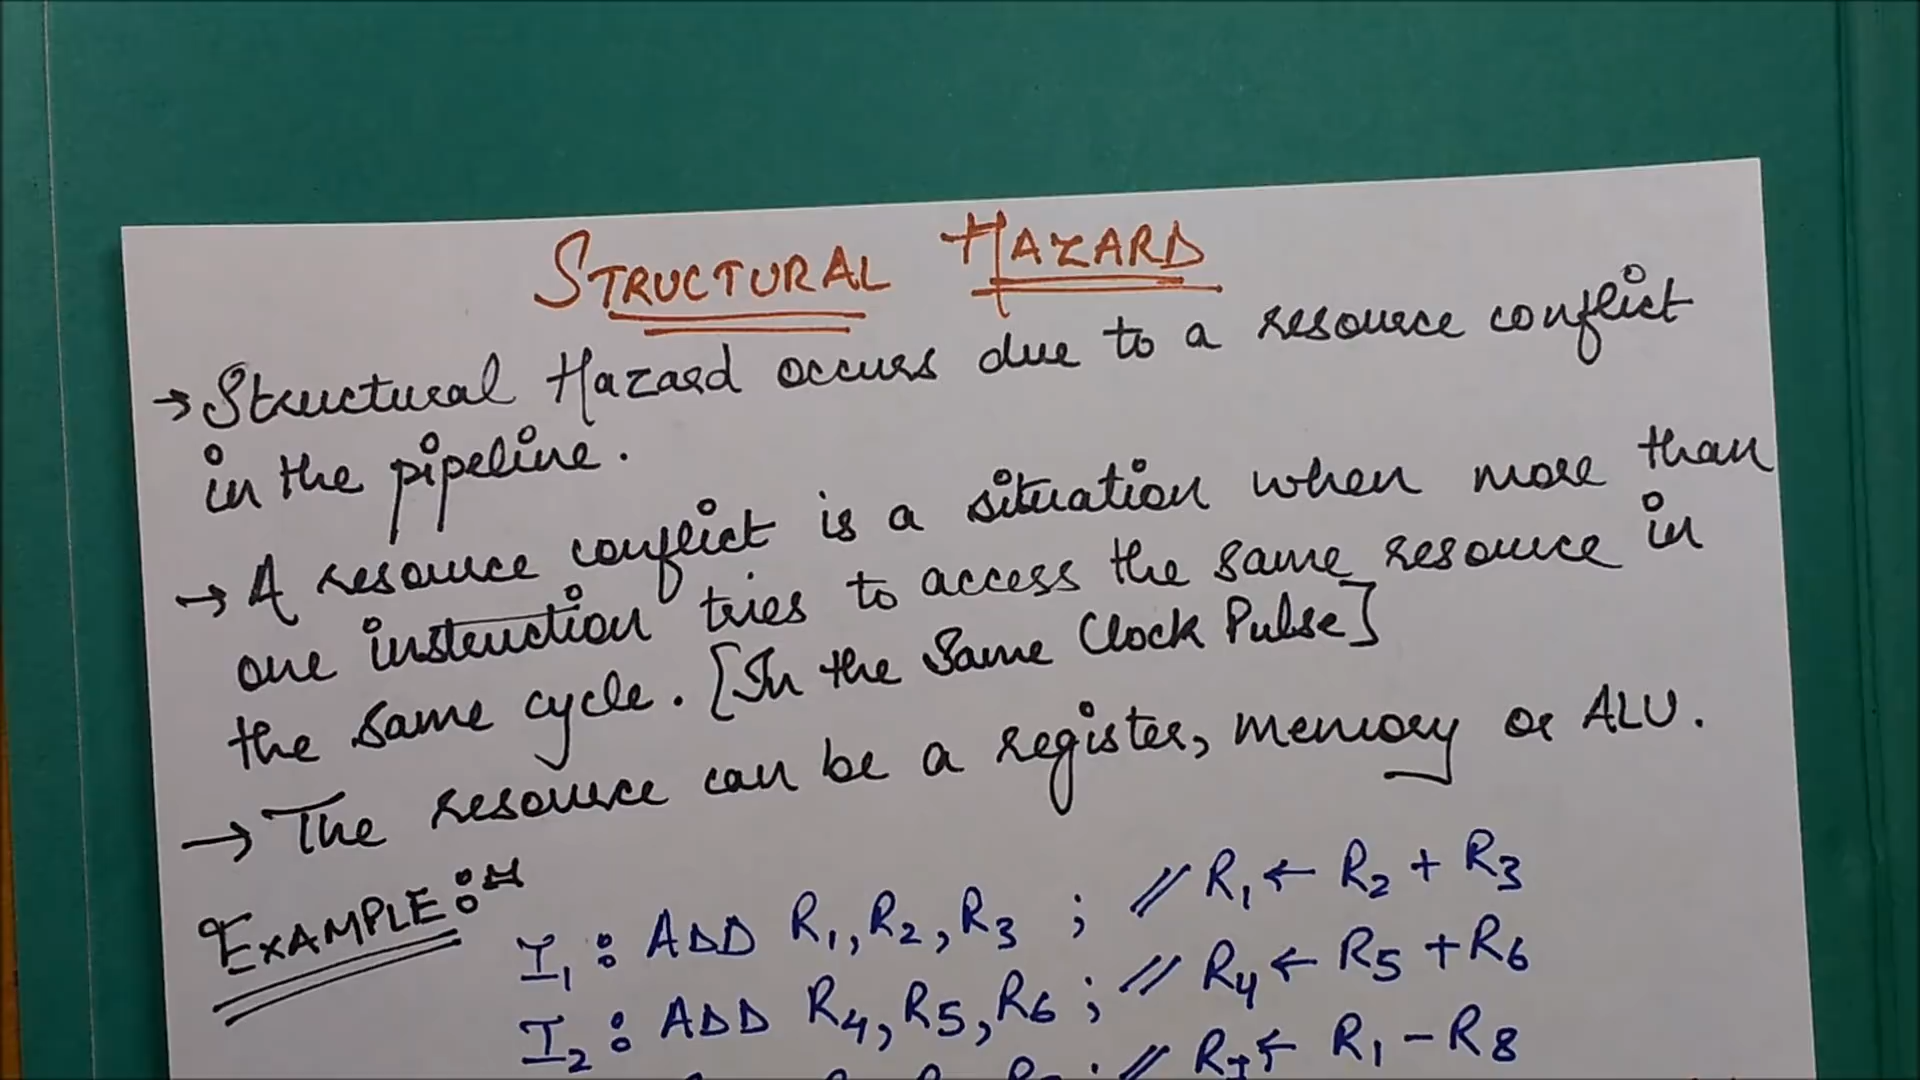 STRUCTURAL HAZARD
→ Structural Hazard occurs due to a resource conflict
in the pipeline.
→ A resource conflict is a situation when more than
one instruction tries to access the same resource in
the same cycle. [In the Same Clock Pulse]
→ The resource can be a register, memory or ALU.
EXAMPLE:-
I₁ : ADD R₁, R₂, R₃ ; // R₁ ← R₂ + R₃
I₂ : ADD R₄, R₅, R₆ ; // R₄ ← R₅ + R₆
// R₇ ← R₁ - R₈